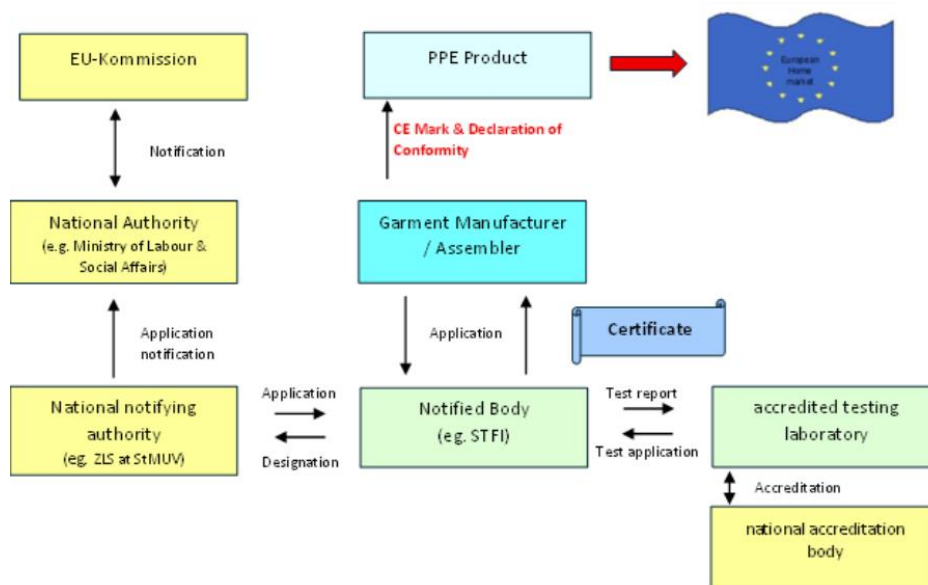 EU-Kommission
PPE Product
European
Home
market
CE Mark & Declaration of
Conformity
Notification
National Authority
(e.g. Ministry of Labour &
Social Affairs)
Garment Manufacturer
/ Assembler
Application
notification
Application
Certificate
National notifying
authority
(eg. ZLS at StMUV)
Application
Designation
Notified Body
(eg. STFI)
Test report
Test application
accredited testing
laboratory
Accreditation
national accreditation
body